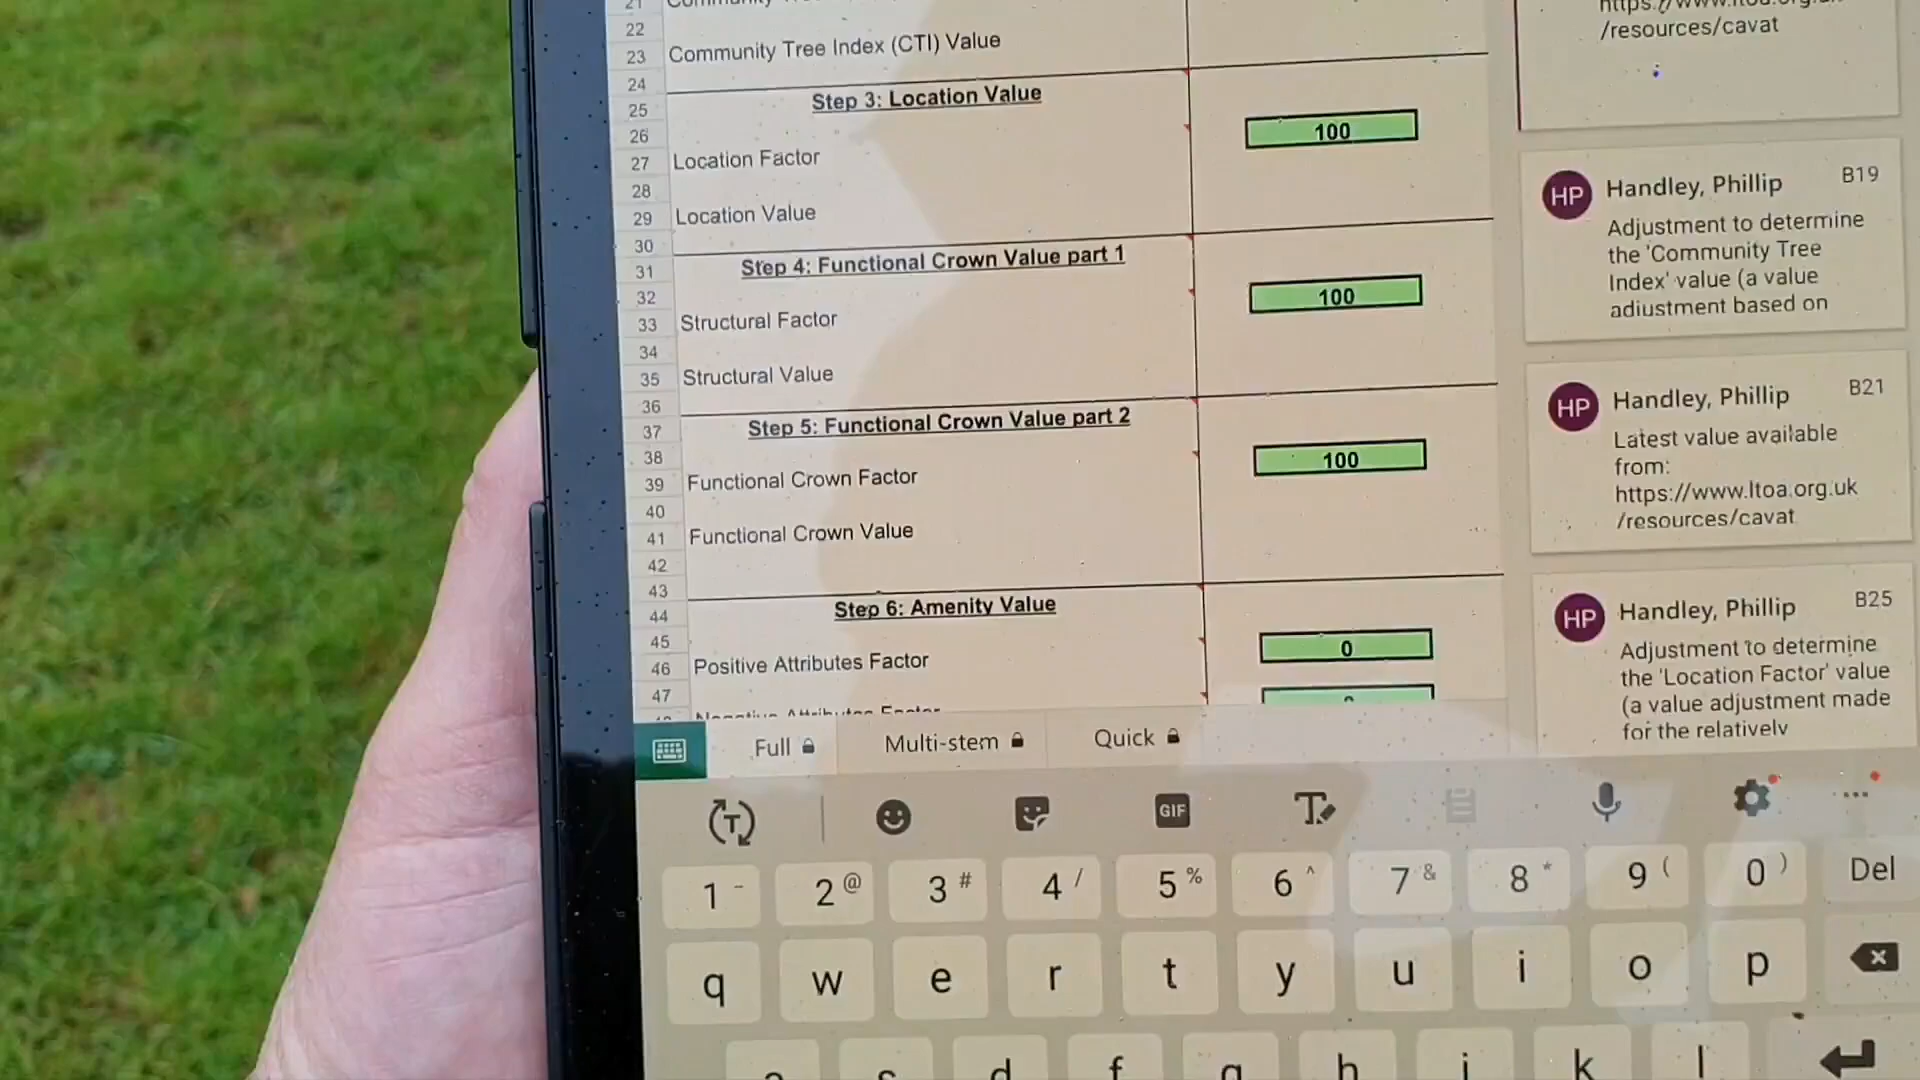 21
22
23 Community Tree Index (CTI) Value
24
25 Step 3: Location Value
26 100
27 Location Factor
28
29 Location Value
30
31 Step 4: Functional Crown Value part 1
32 100
33 Structural Factor
34
35 Structural Value
36
37 Step 5: Functional Crown Value part 2
38 100
39 Functional Crown Factor
40
41 Functional Crown Value
42
43
44 Step 6: Amenity Value
45 0
46 Positive Attributes Factor
47
Negative Attributes Factor
Full
Multi-stem
Quick
/resources/cavat
HP Handley, Phillip B19
Adjustment to determine
the 'Community Tree
Index' value (a value
adjustment based on
HP Handley, Phillip B21
Latest value available
from:
https://www.ltoa.org.uk
/resources/cavat
HP Handley, Phillip B25
Adjustment to determine
the 'Location Factor' value
(a value adjustment made
for the relatively
T GIF T ...
1 - 2 @ 3 # 4 / 5 % 6 ^ 7 & 8 * 9 ( 0 ) Del
q w e r t y u i o p
d f h k l